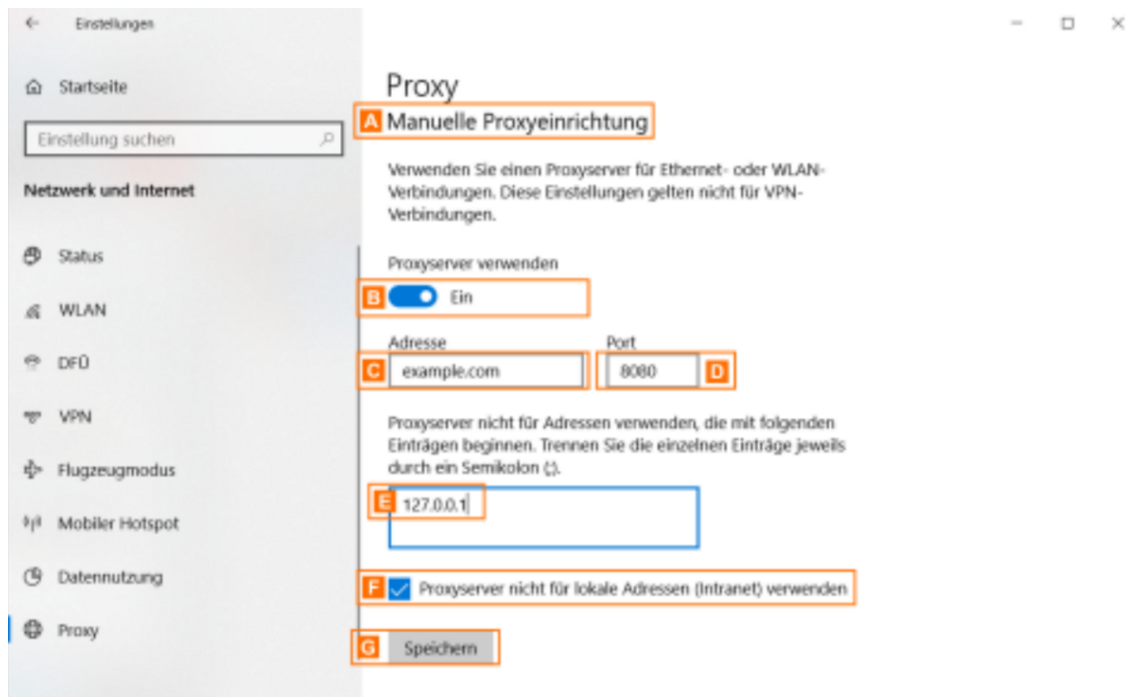 Einstellungen
Startseite
Einstellung suchen
Netzwerk und Internet
Status
WLAN
DFÜ
VPN
Flugzeugmodus
Mobiler Hotspot
Datennutzung
Proxy
Proxy
A Manuelle Proxyeinrichtung
Verwenden Sie einen Proxyserver für Ethernet- oder WLAN-
Verbindungen. Diese Einstellungen gelten nicht für VPN-
Verbindungen.
Proxyserver verwenden
B Ein
Adresse Port
C example.com 8080 D
Proxyserver nicht für Adressen verwenden, die mit folgenden
Einträgen beginnen. Trennen Sie die einzelnen Einträge jeweils
durch ein Semikolon (;).
E 127.0.0.1
F Proxyserver nicht für lokale Adressen (Intranet) verwenden
G Speichern